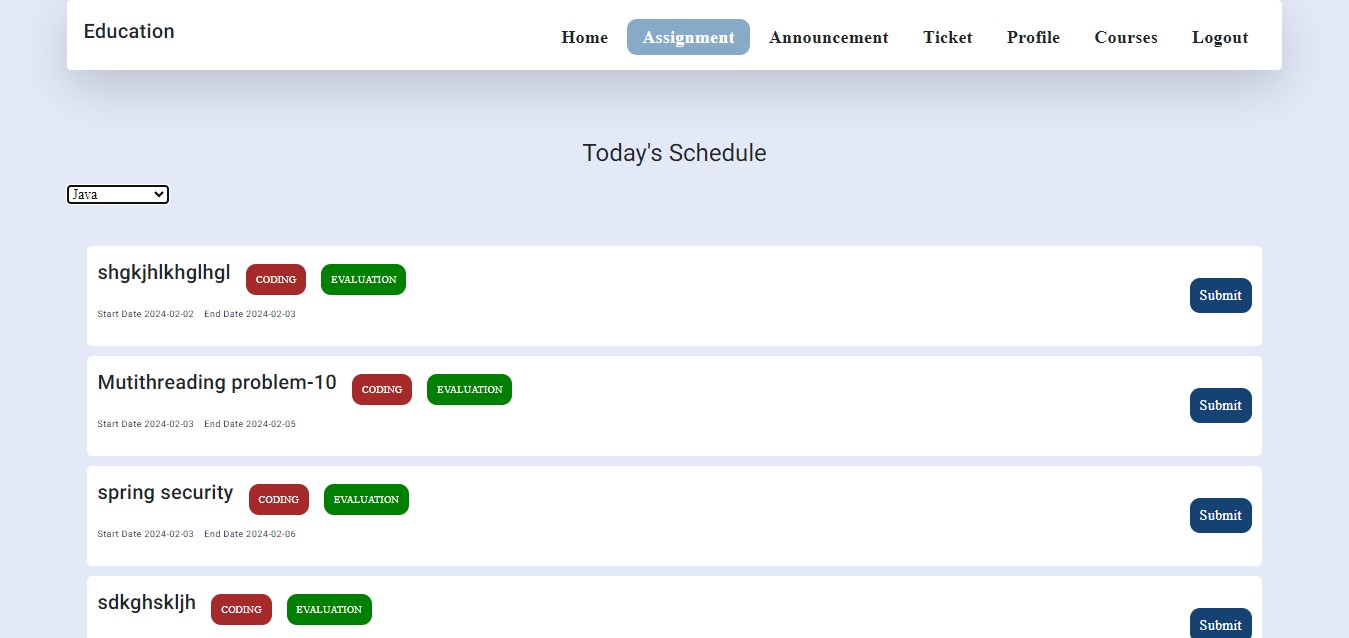 Education
Home Assignment Announcement Ticket Profile Courses Logout
Today's Schedule
Java
shgkjhlkhglhgl CODING EVALUATION
Submit
Start Date 2024-02-02 End Date 2024-02-03
Mutithreading problem-10 CODING EVALUATION
Submit
Start Date 2024-02-03 End Date 2024-02-05
spring security CODING EVALUATION
Submit
Start Date 2024-02-03 End Date 2024-02-06
sdkghskljh CODING EVALUATION
Submit